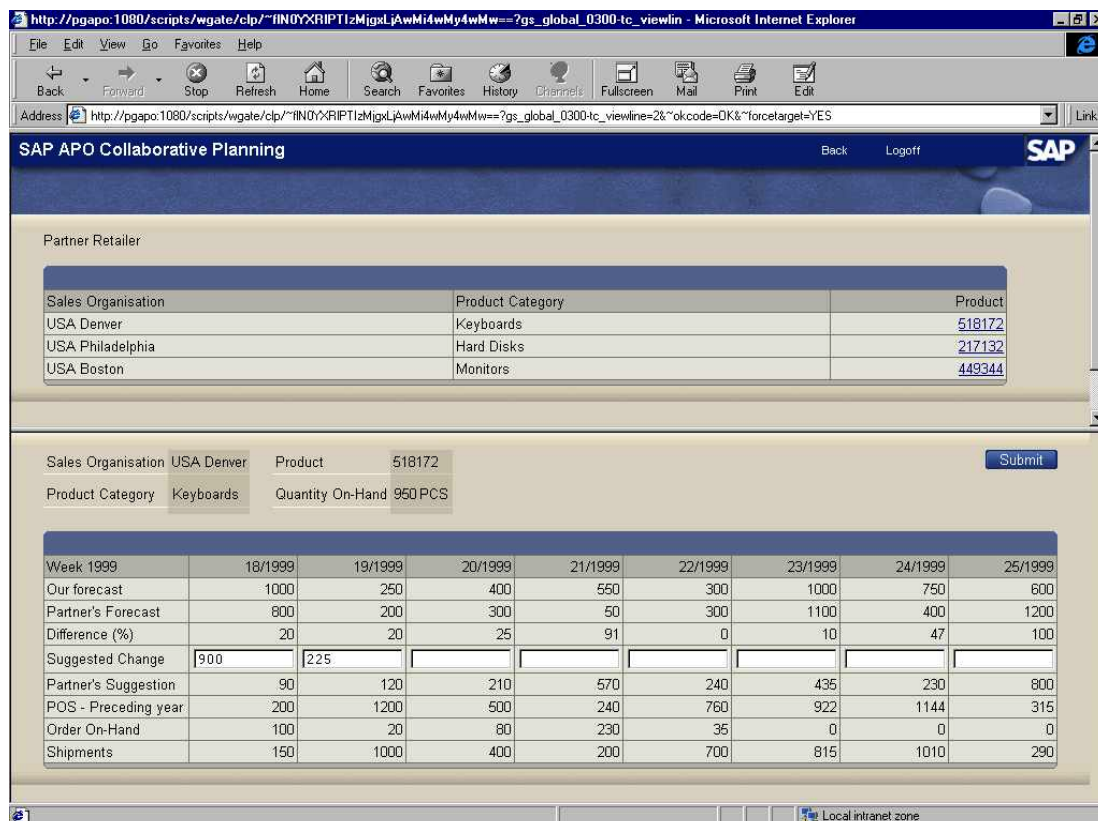 http://pgapo:1080/scripts/wgate/clp/~flN0YXRlPTIzMjgxLjAwMi4wMy4wMw==?gs_global_0300-tc_viewlin - Microsoft Internet Explorer
File Edit View Go Favorites Help
Back Forward Stop Refresh Home Search Favorites History Channels Fullscreen Mail Print Edit
Address http://pgapo:1080/scripts/wgate/clp/~flN0YXRlPTIzMjgxLjAwMi4wMy4wMw==?gs_global_0300-tc_viewline=2&~okcode=OK&~forcetarget=YES Link
SAP APO Collaborative Planning Back Logoff SAP
Partner Retailer
Sales Organisation Product Category Product
USA Denver Keyboards 518172
USA Philadelphia Hard Disks 217132
USA Boston Monitors 449344
Sales Organisation USA Denver Product 518172 Submit
Product Category Keyboards Quantity On-Hand 950 PCS
Week 1999 18/1999 19/1999 20/1999 21/1999 22/1999 23/1999 24/1999 25/1999
Our forecast 1000 250 400 550 300 1000 750 600
Partner's Forecast 800 200 300 50 300 1100 400 1200
Difference (%) 20 20 25 91 0 10 47 100
Suggested Change 900 225
Partner's Suggestion 90 120 210 570 240 435 230 800
POS - Preceding year 200 1200 500 240 760 922 1144 315
Order On-Hand 100 20 80 230 35 0 0 0
Shipments 150 1000 400 200 700 815 1010 290
Local intranet zone